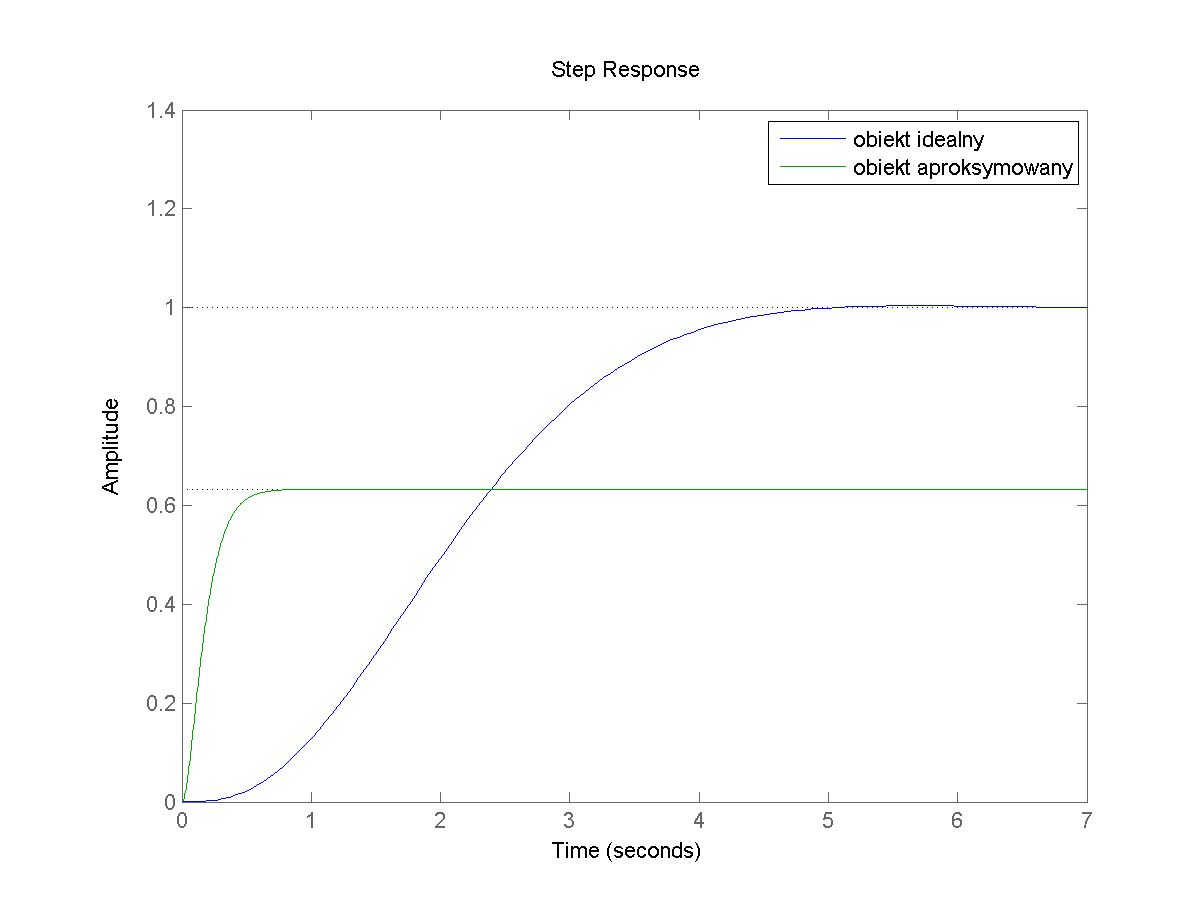 Step Response
1.4
1.2
1
0.8
0.6
0.4
0.2
0
Amplitude
obiekt idealny
obiekt aproksymowany
0 1 2 3 4 5 6 7
Time (seconds)